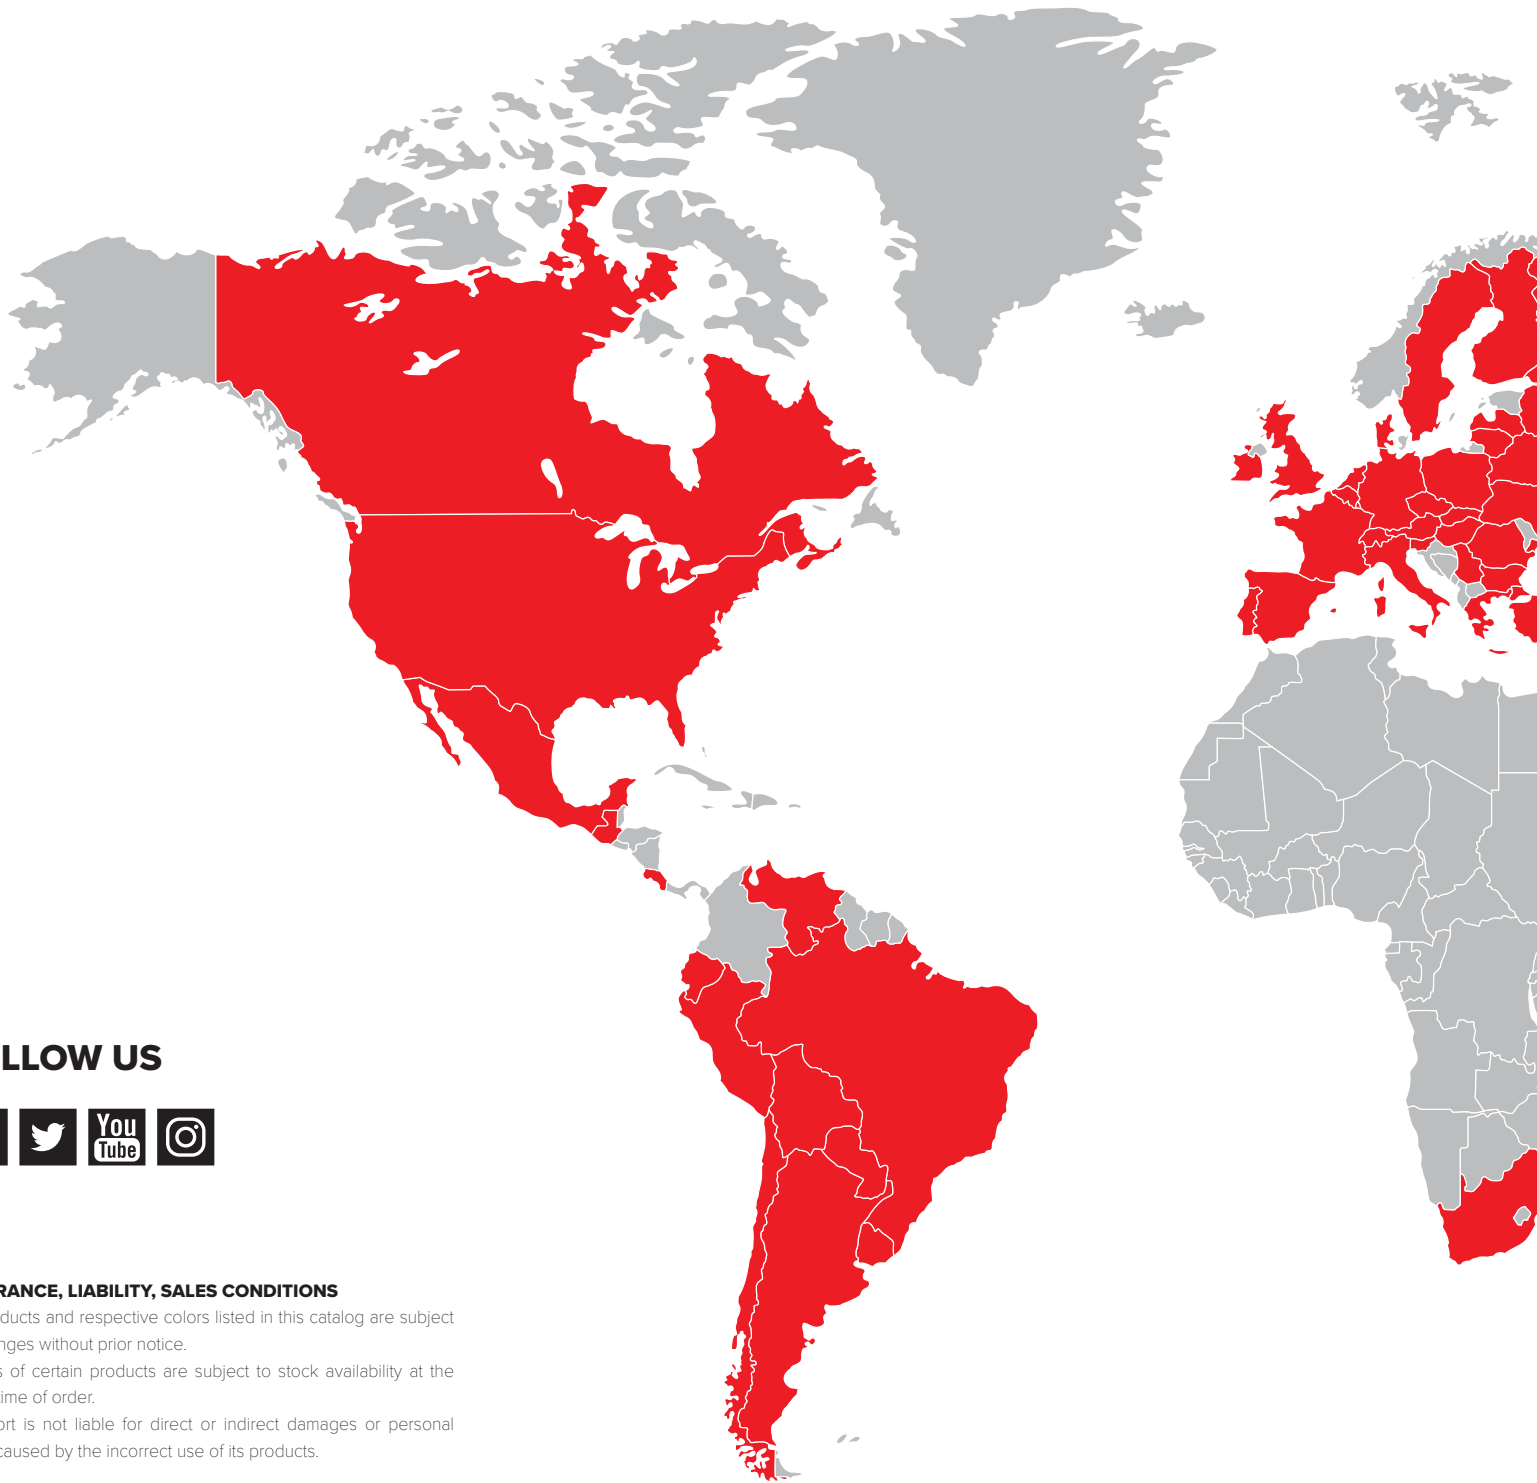 LLOW US
You
Tube
RANCE, LIABILITY, SALES CONDITIONS
ducts and respective colors listed in this catalog are subject
nges without prior notice.
s of certain products are subject to stock availability at the
time of order.
ort is not liable for direct or indirect damages or personal
caused by the incorrect use of its products.